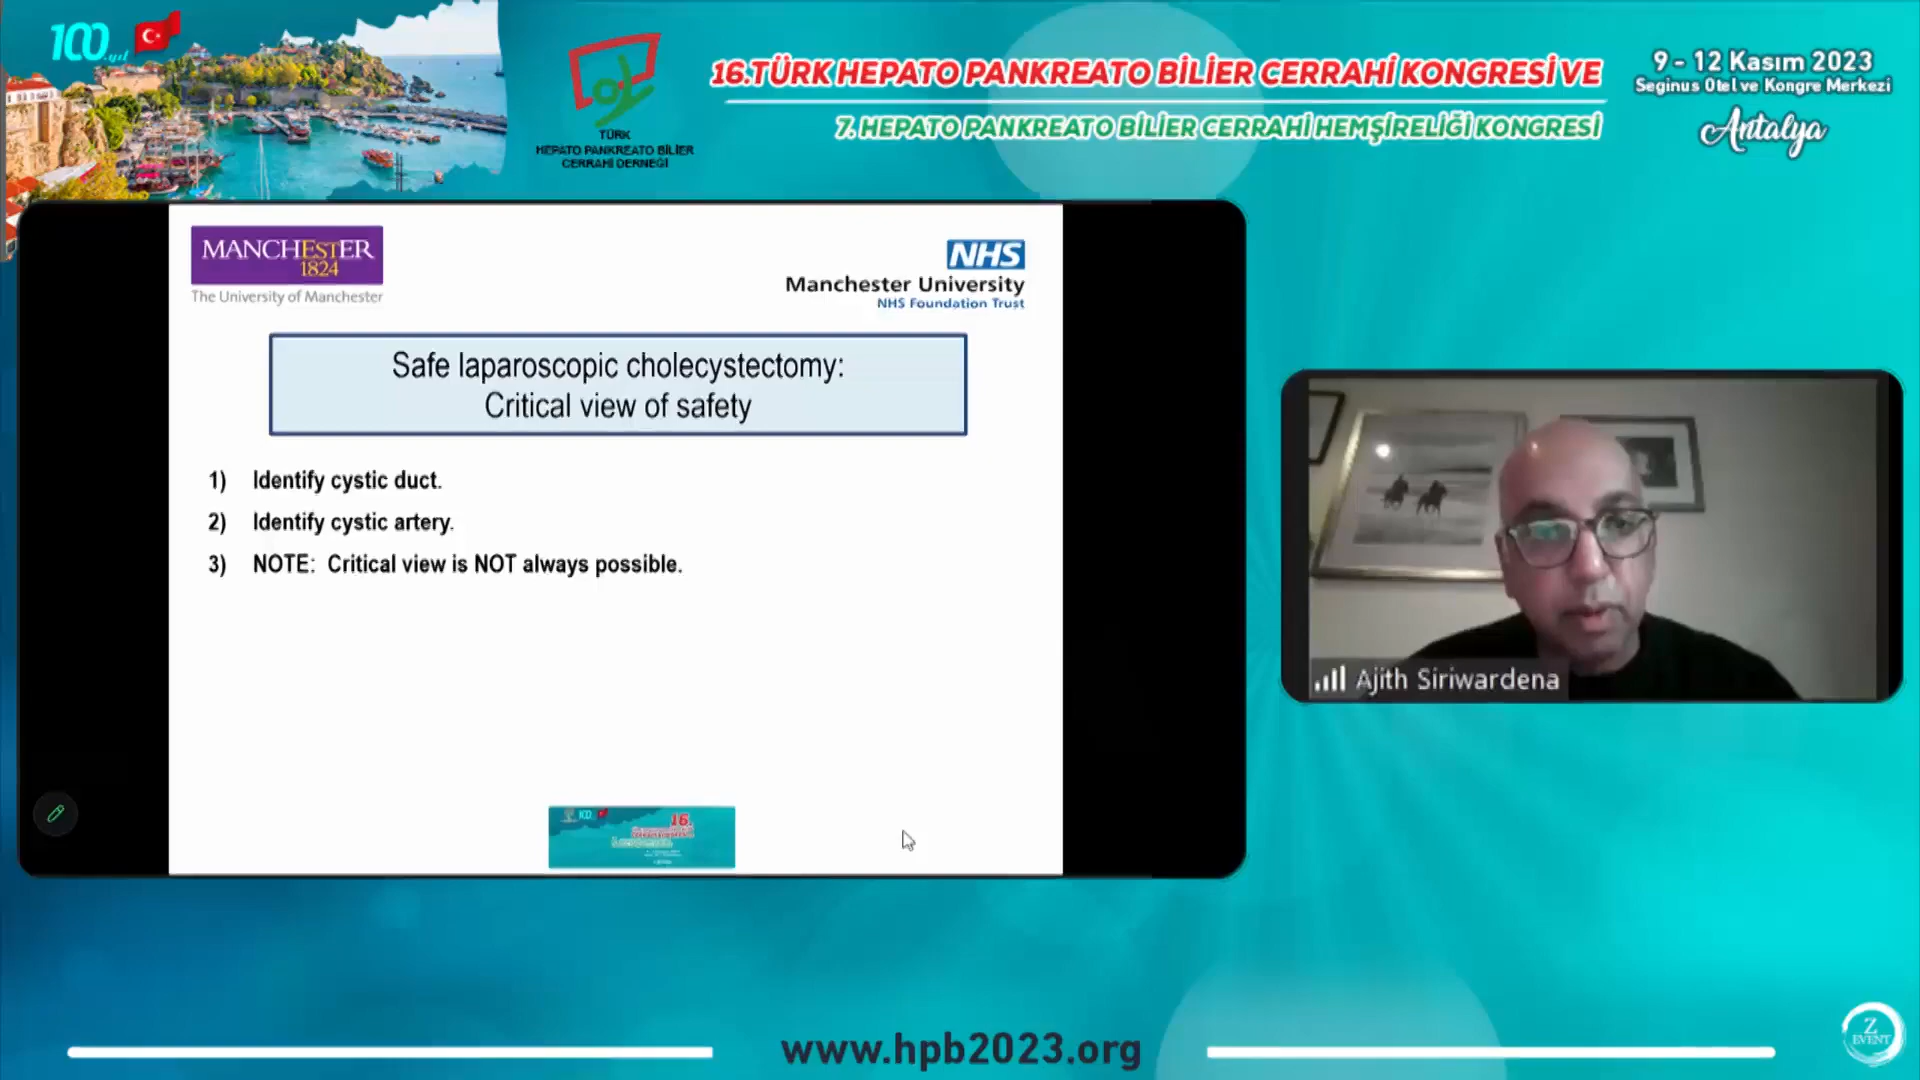 100.yıl
TÜRK
HEPATO PANKREATO BİLİER
CERRAHİ DERNEĞİ
16.TÜRK HEPATO PANKREATO BİLİER CERRAHİ KONGRESİ VE
7. HEPATO PANKREATO BİLİER CERRAHİ HEMŞİRELİĞİ KONGRESİ
9 - 12 Kasım 2023
Seginus Otel ve Kongre Merkezi
Antalya
MANCHESTER
1824
The University of Manchester
NHS
Manchester University
NHS Foundation Trust
Safe laparoscopic cholecystectomy:
Critical view of safety
1) Identify cystic duct.
2) Identify cystic artery.
3) NOTE: Critical view is NOT always possible.
100
16.
Ajith Siriwardena
www.hpb2023.org
Z
EVENT